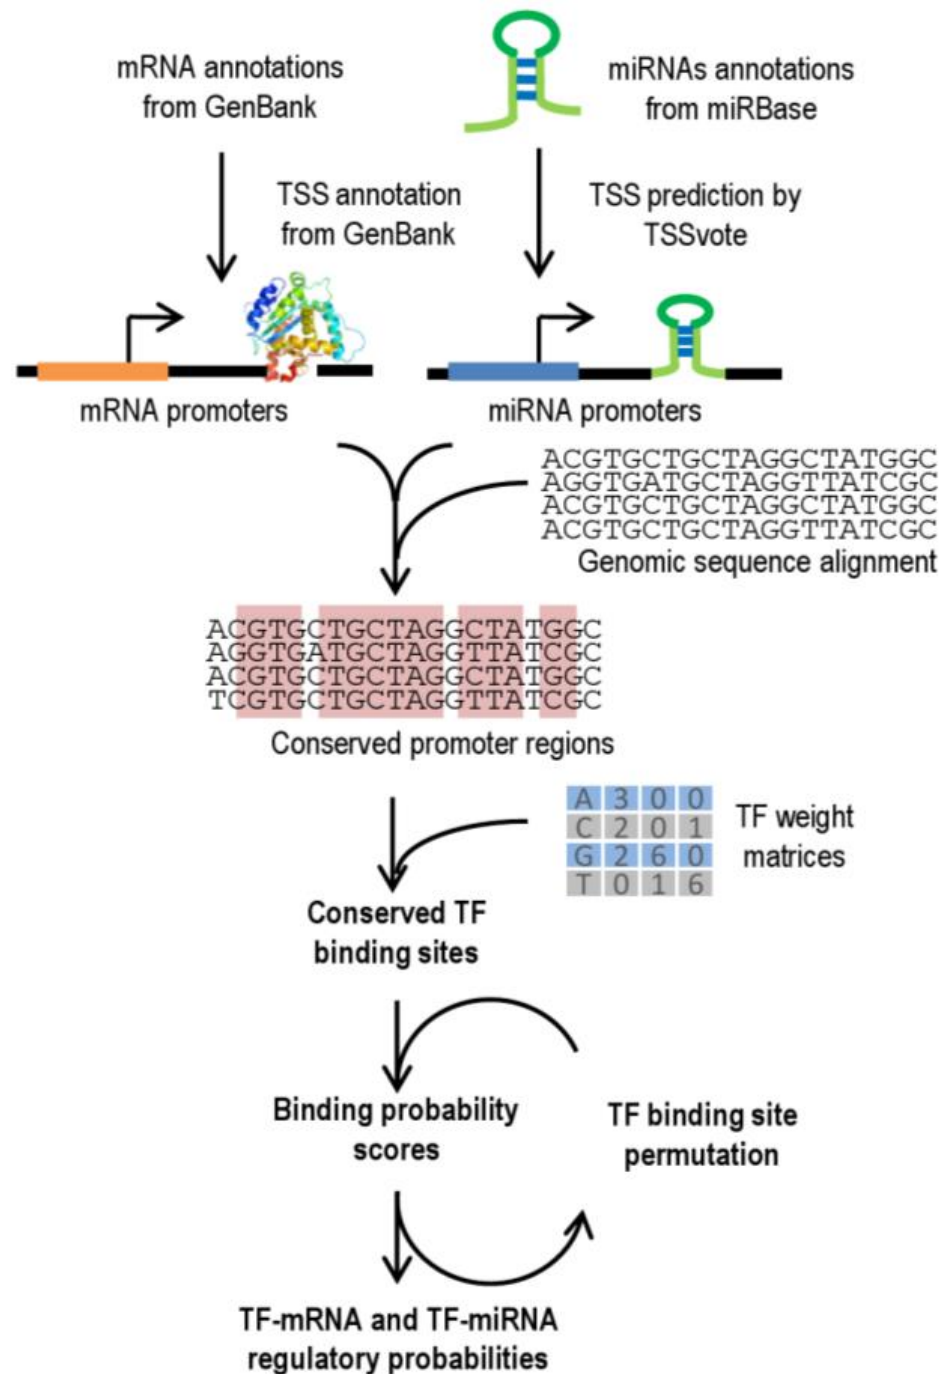 mRNA annotations
from GenBank
miRNAs annotations
from miRBase
TSS annotation
from GenBank
TSS prediction by
TSSvote
mRNA promoters
miRNA promoters
ACGTGCTGCTAGGCTATGGC
AGGTGATGCTAGGTTATCGC
ACGTGCTGCTAGGCTATGGC
ACGTGCTGCTAGGTTATCGC
Genomic sequence alignment
ACGTGCTGCTAGGCTATGGC
AGGTGATGCTAGGTTATCGC
ACGTGCTGCTAGGCTATGGC
TCGTGCTGCTAGGTTATCGC
Conserved promoter regions
A 3 0 0
C 2 0 1
G 2 6 0
T 0 1 6
TF weight
matrices
Conserved TF
binding sites
Binding probability
scores
TF binding site
permutation
TF-mRNA and TF-miRNA
regulatory probabilities